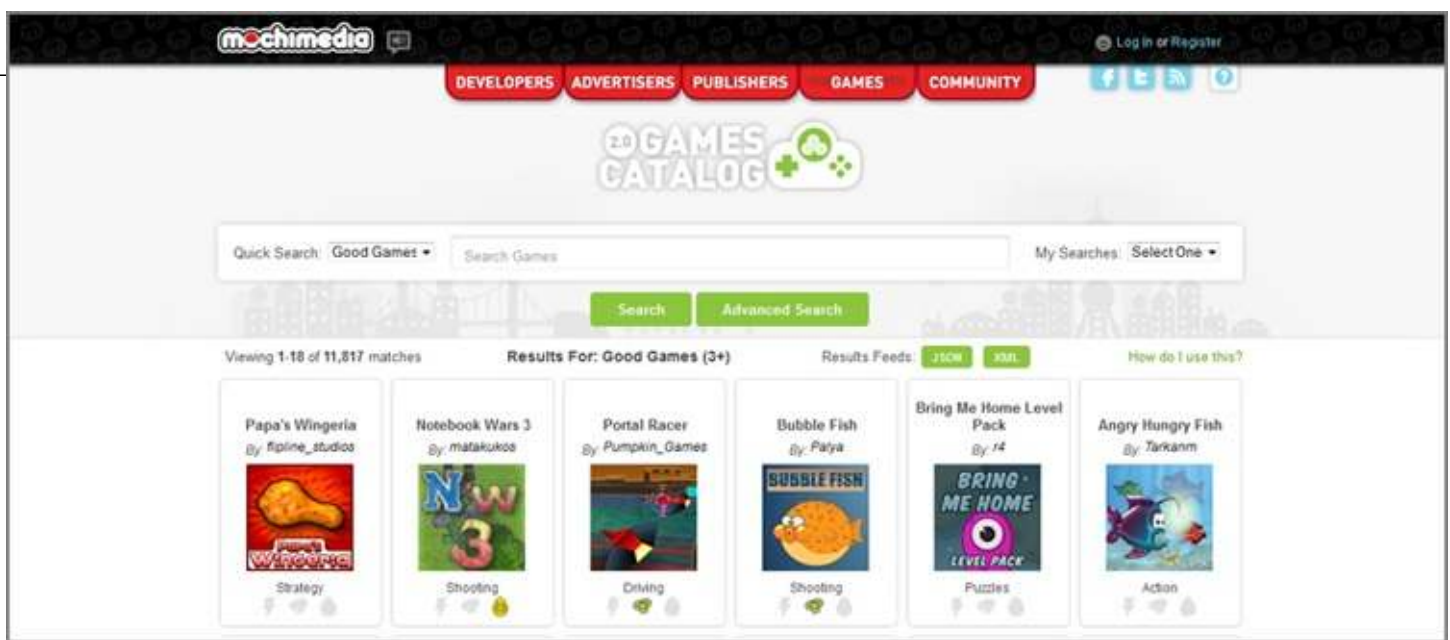 mochimedia
Log In or Register
DEVELOPERS ADVERTISERS PUBLISHERS GAMES COMMUNITY
2.0 GAMES
CATALOG
Quick Search: Good Games Search Games My Searches: Select One
Search Advanced Search
Viewing 1-18 of 11,817 matches Results For: Good Games (3+) Results Feeds: JSON XML How do I use this?
Papa's Wingeria
By: flipline_studios
PAPA'S
WINGERIA
Strategy
Notebook Wars 3
By: matakukos
NW
3
Shooting
Portal Racer
By: Pumpkin_Games
Driving
Bubble Fish
By: Palya
BUBBLE FISH
Shooting
Bring Me Home Level
Pack
By: r4
BRING
ME HOME
LEVEL PACK
Puzzles
Angry Hungry Fish
By: Tarkanm
Action